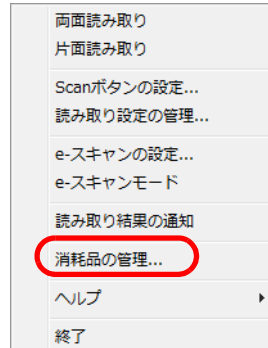 両面読み取り
片面読み取り
Scanボタンの設定...
読み取り設定の管理...
e-スキャンの設定...
e-スキャンモード
読み取り結果の通知
消耗品の管理...
ヘルプ
終了